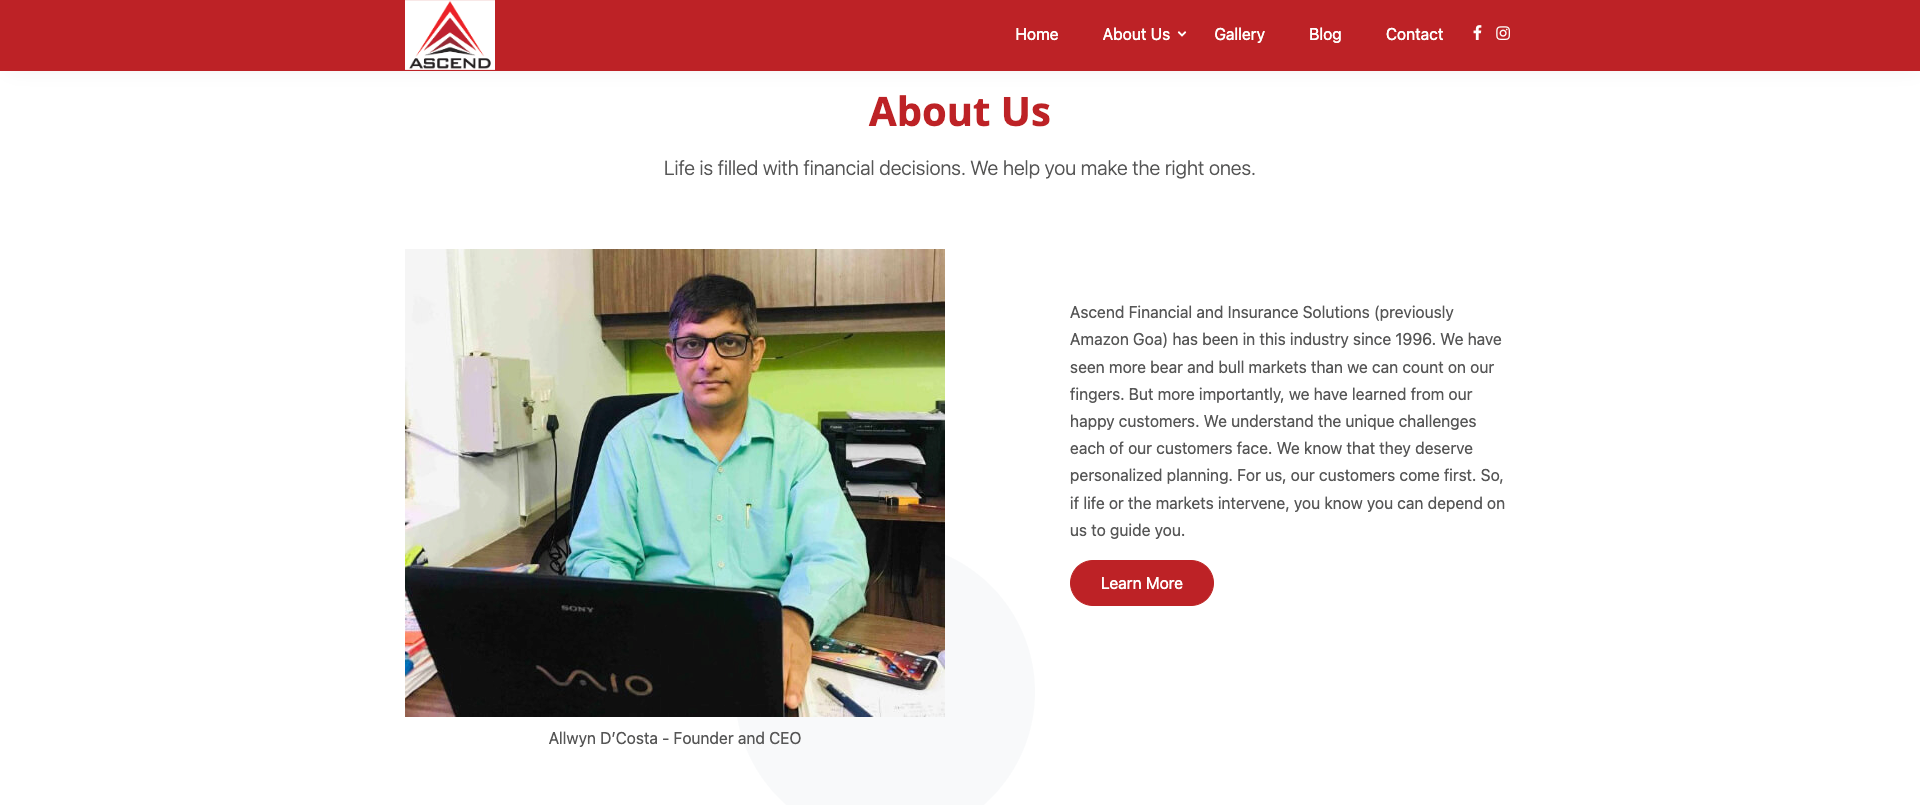 ASCEND
Home
About Us
Gallery
Blog
Contact
About Us
Life is filled with financial decisions. We help you make the right ones.
SONY
VAIO
Ascend Financial and Insurance Solutions (previously
Amazon Goa) has been in this industry since 1996. We have
seen more bear and bull markets than we can count on our
fingers. But more importantly, we have learned from our
happy customers. We understand the unique challenges
each of our customers face. We know that they deserve
personalized planning. For us, our customers come first. So,
if life or the markets intervene, you know you can depend on
us to guide you.
Learn More
Allwyn D’Costa - Founder and CEO